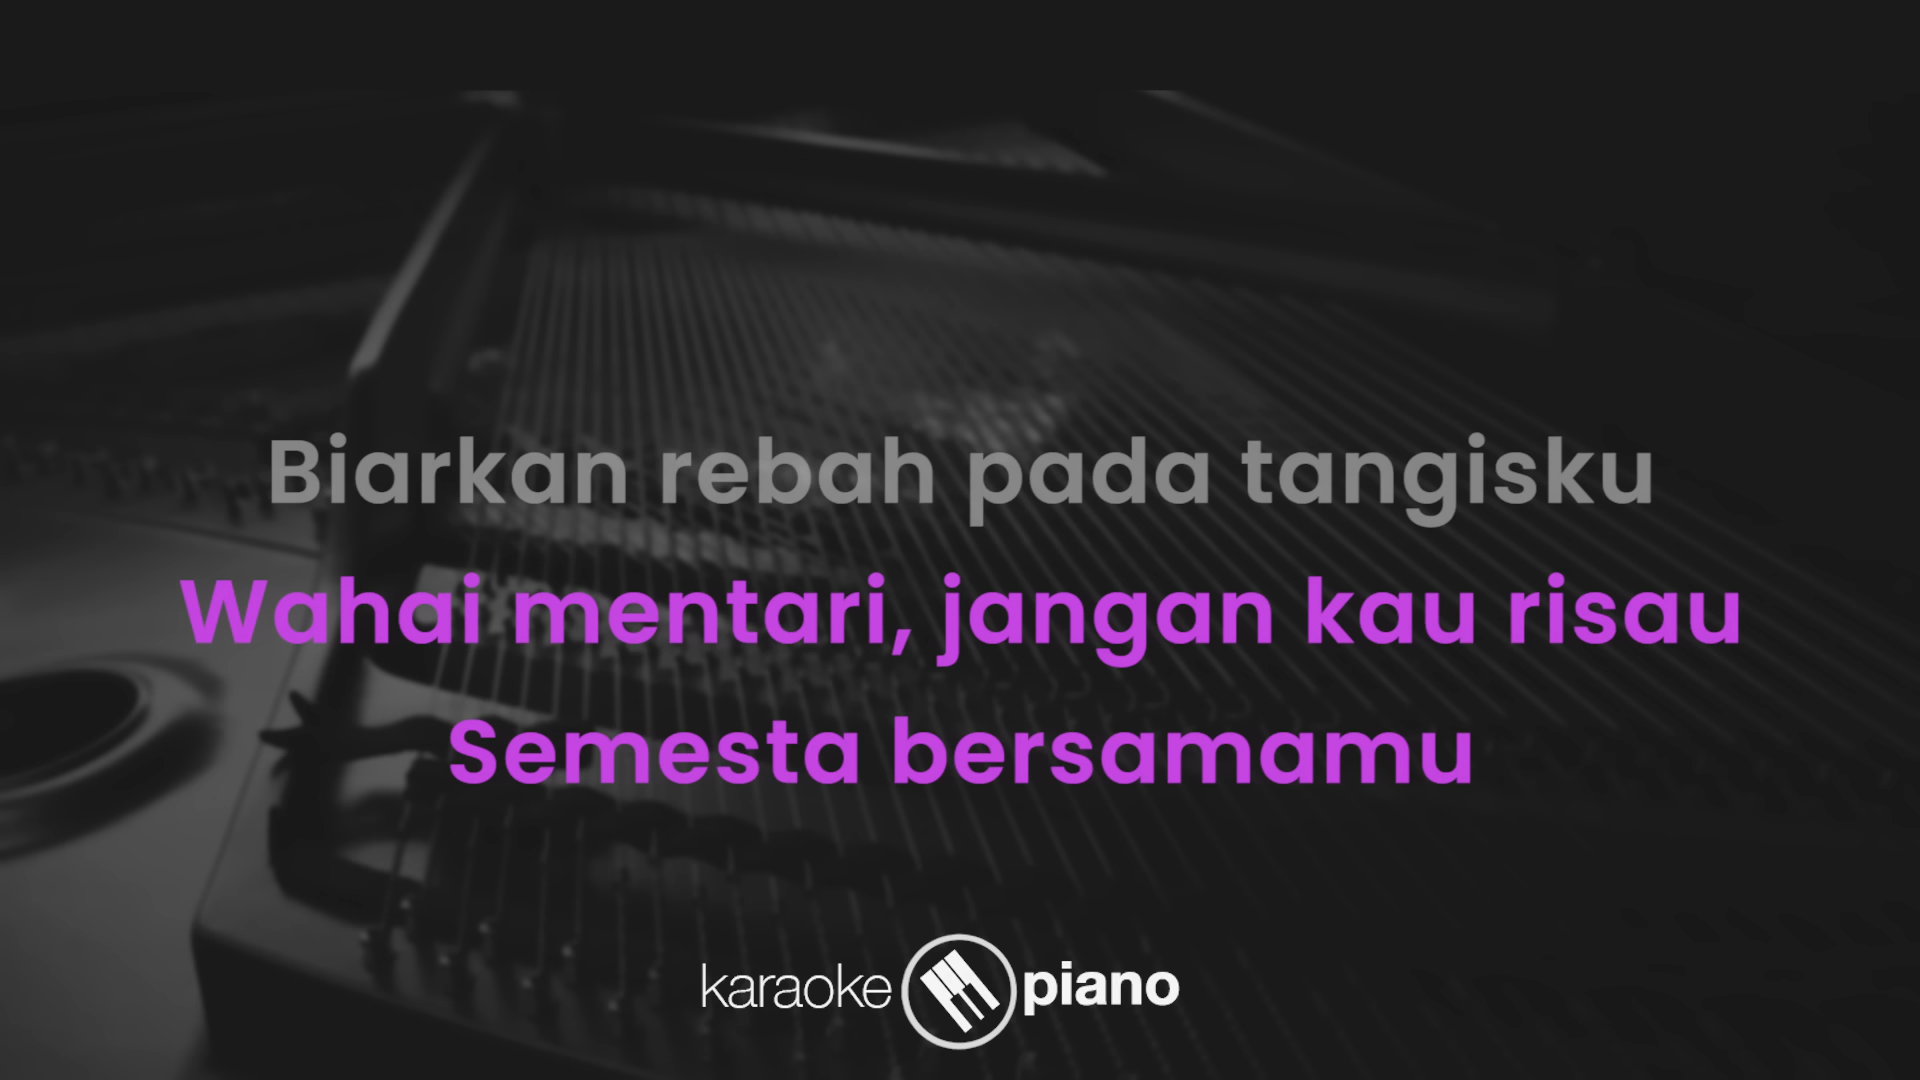 Biarkan rebah pada tangisku
Wahai mentari, jangan kau risau
Semesta bersamamu
karaoke piano